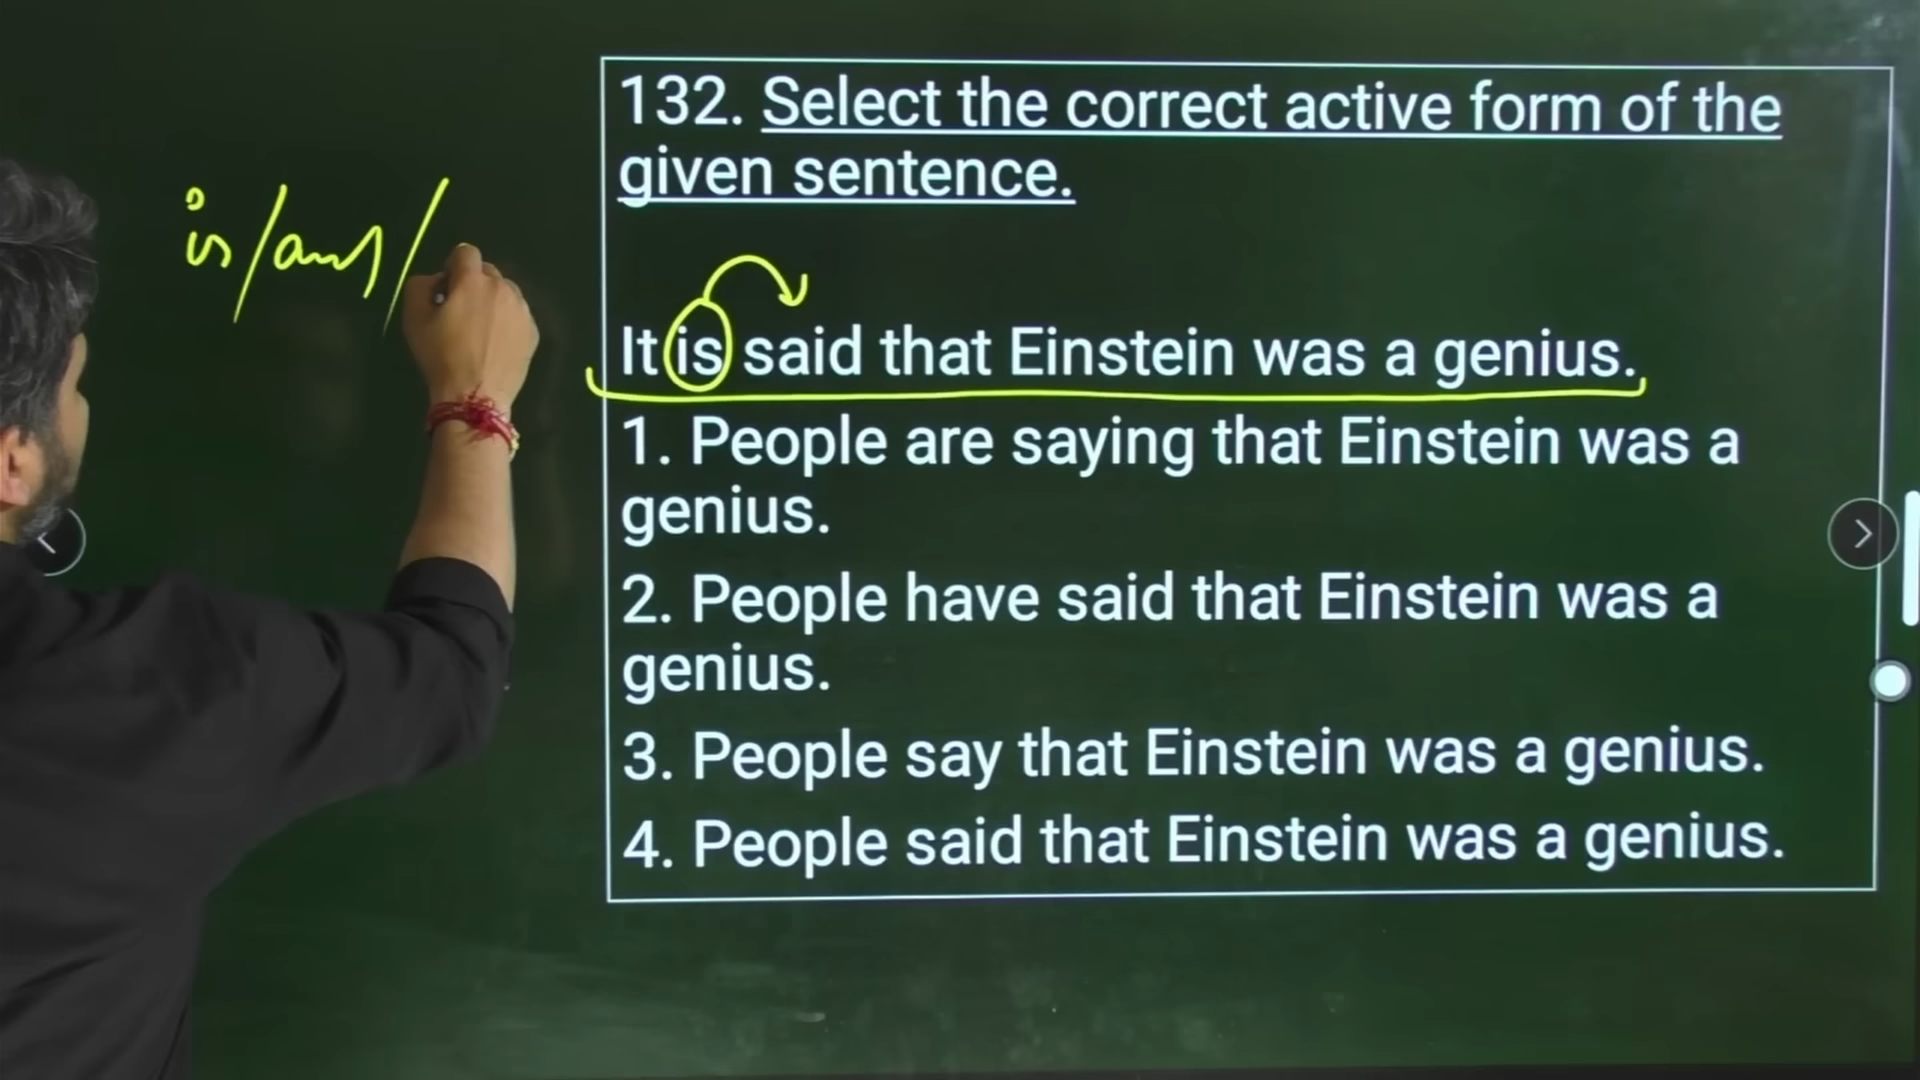 132. Select the correct active form of the
given sentence.
is/am/
It is said that Einstein was a genius.
1. People are saying that Einstein was a
genius.
2. People have said that Einstein was a
genius.
3. People say that Einstein was a genius.
4. People said that Einstein was a genius.